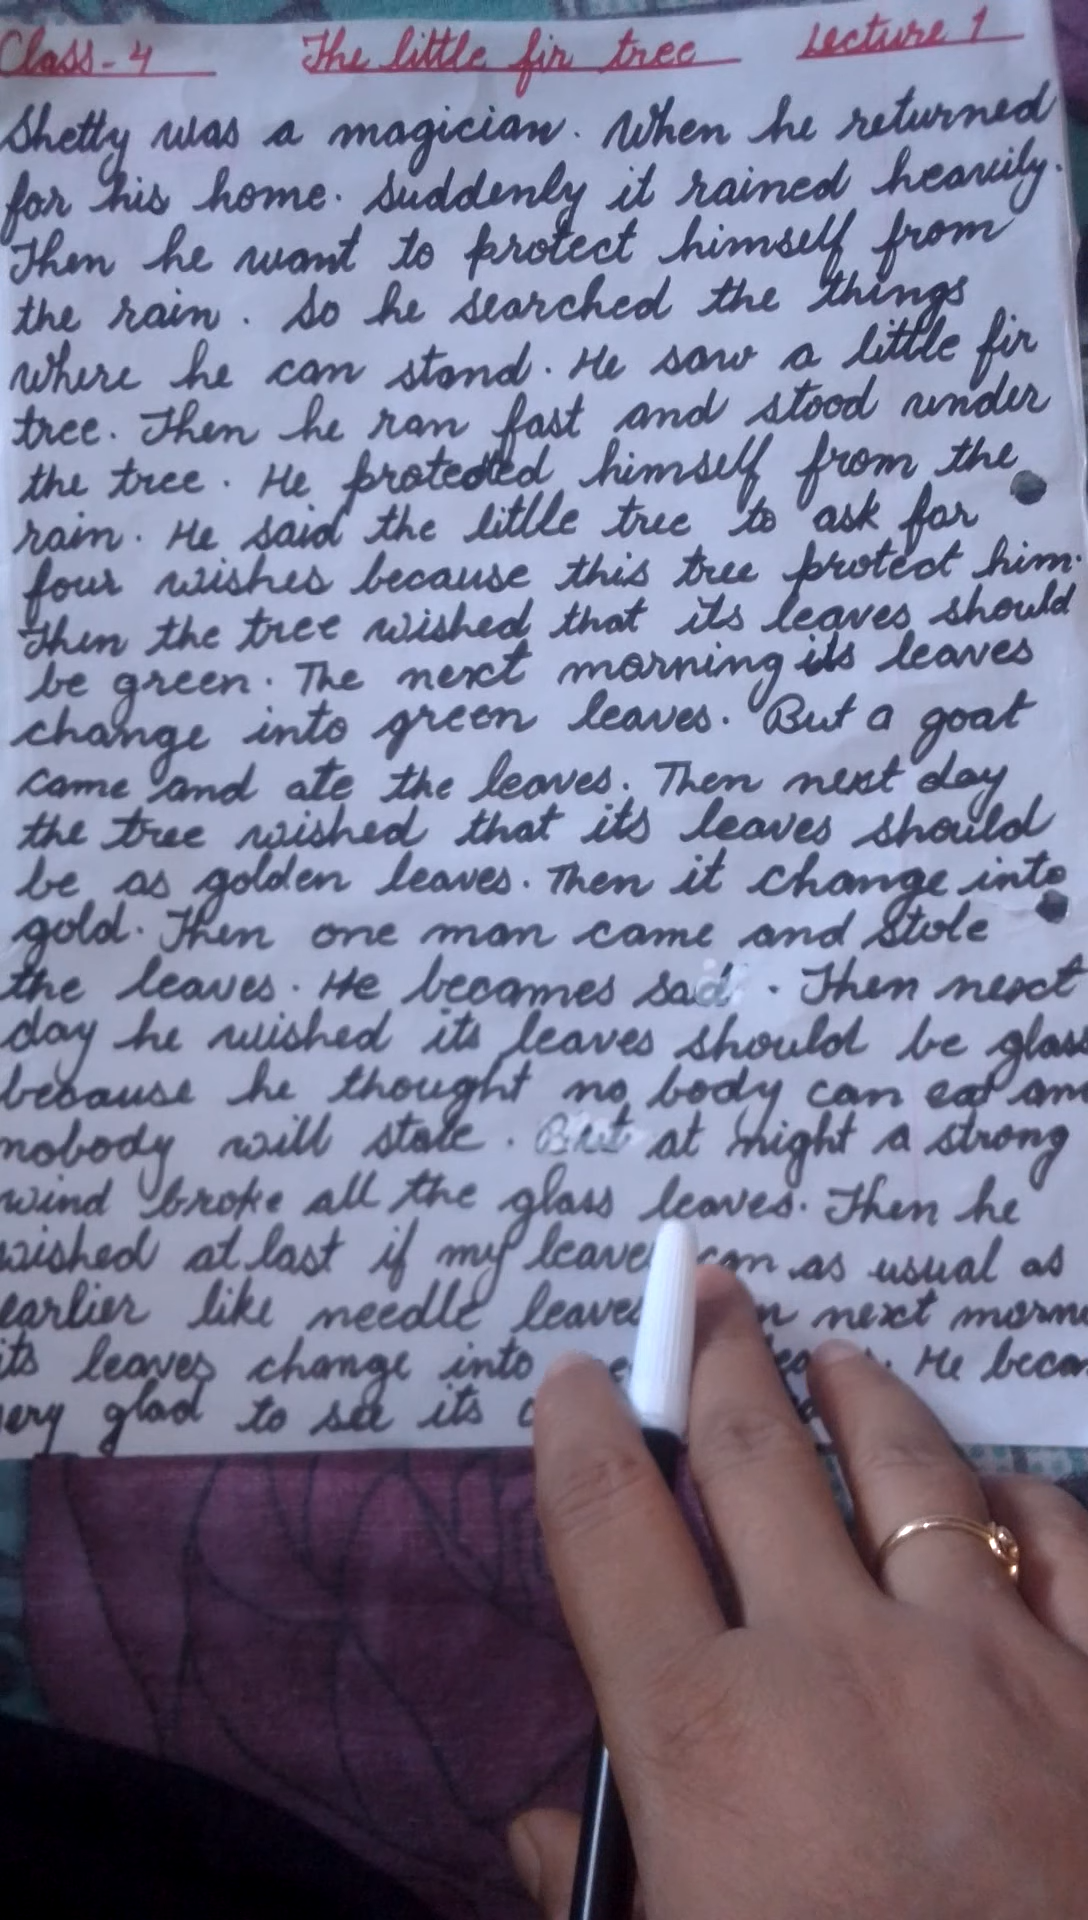 Class-4 The little fir tree Lecture 1
Shetty was a magician. When he returned
for his home. Suddenly it rained heavily.
Then he want to protect himself from
the rain. So he searched the things
where he can stand. He saw a little fir
tree. Then he ran fast and stood under
the tree. He protected himself from the
rain. He said the little tree to ask for
four wishes because this tree protect him.
Then the tree wished that its leaves should
be green. The next morning its leaves
change into green leaves. But a goat
came and ate the leaves. Then next day
the tree wished that its leaves should
be as golden leaves. Then it change into
gold. Then one man came and stole
the leaves. He becames sad. Then next
day he wished its leaves should be glass
because he thought no body can eat an
nobody will stole. But at night a strong
wind broke all the glass leaves. Then he
wished at last if my leaves can as usual as
earlier like needle leaves next morn
its leaves change into He beca
very glad to see its